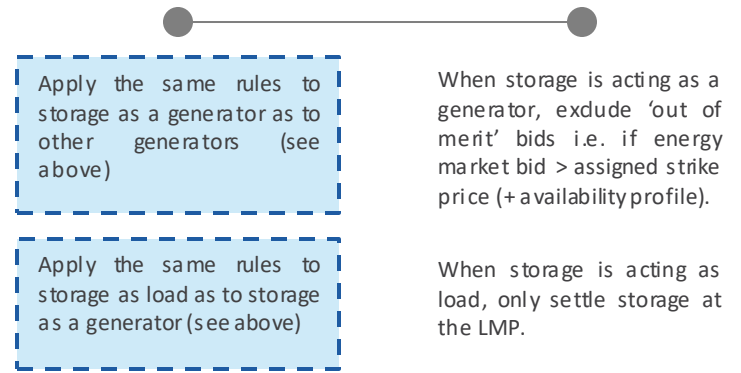 Apply the same rules to
storage as a generator as to
other generators (see
above)
When storage is acting as a
generator, exclude ‘out of
merit’ bids i.e. if energy
market bid > assigned strike
price (+ availability profile).
Apply the same rules to
storage as load as to storage
as a generator (see above)
When storage is acting as
load, only settle storage at
the LMP.